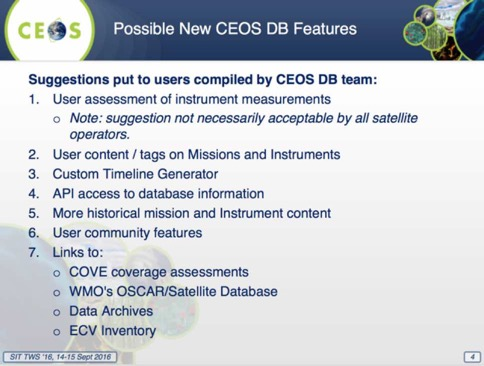 CEOS
Possible New CEOS DB Features
Suggestions put to users compiled by CEOS DB team:
1. User assessment of instrument measurements
o Note: suggestion not necessarily acceptable by all satellite
operators.
2. User content / tags on Missions and Instruments
3. Custom Timeline Generator
4. API access to database information
5. More historical mission and Instrument content
6. User community features
7. Links to:
o COVE coverage assessments
o WMO's OSCAR/Satellite Database
o Data Archives
o ECV Inventory
SIT TWS '16, 14-15 Sept 2016
4